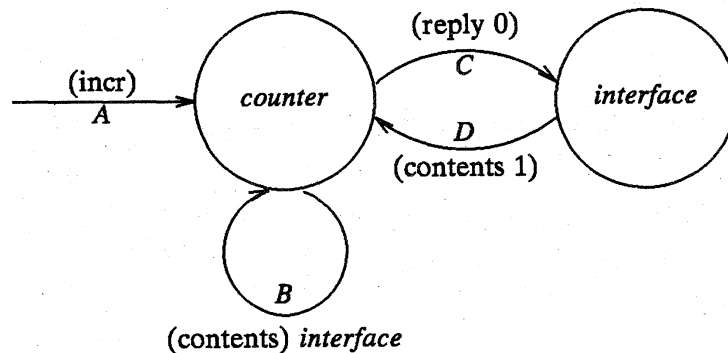 (reply 0)
(incr)
C
A
counter
interface
D
(contents 1)
B
(contents) interface